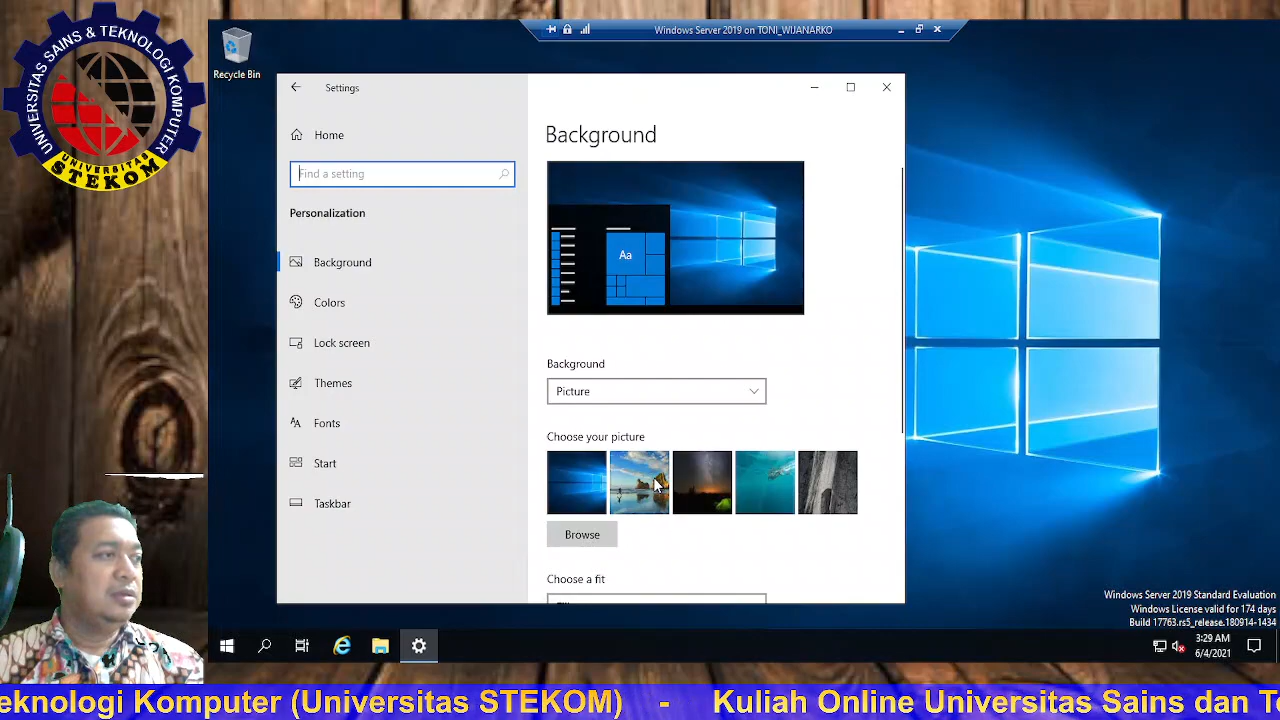 UNIVERSITAS SAINS & TEKNOLOGI KOMPUTER
UNIVERSITAS
STEKOM
Recycle Bin
Windows Server 2019 on TONI_WIJANARKO
Settings
Home
Find a setting
Personalization
Background
Colors
Lock screen
Themes
Fonts
Start
Taskbar
Background
Aa
Background
Picture
Choose your picture
Browse
Choose a fit
Windows Server 2019 Standard Evaluation
Windows License valid for 174 days
Build 17763.rs5_release.180914-1434
3:29 AM
6/4/2021
eknologi Komputer (Universitas STEKOM) - Kuliah Online Universitas Sains dan Te